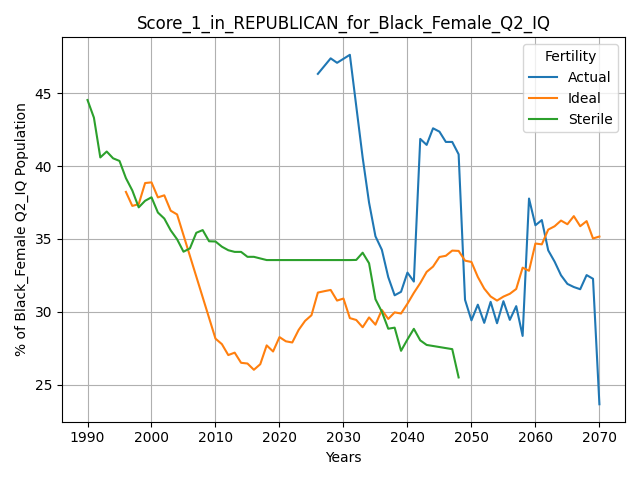 Score_1_in_REPUBLICAN_for_Black_Female_Q2_IQ
% of Black_Female Q2_IQ Population
45
40
35
30
25
Fertility
Actual
Ideal
Sterile
1990 2000 2010 2020 2030 2040 2050 2060 2070
Years